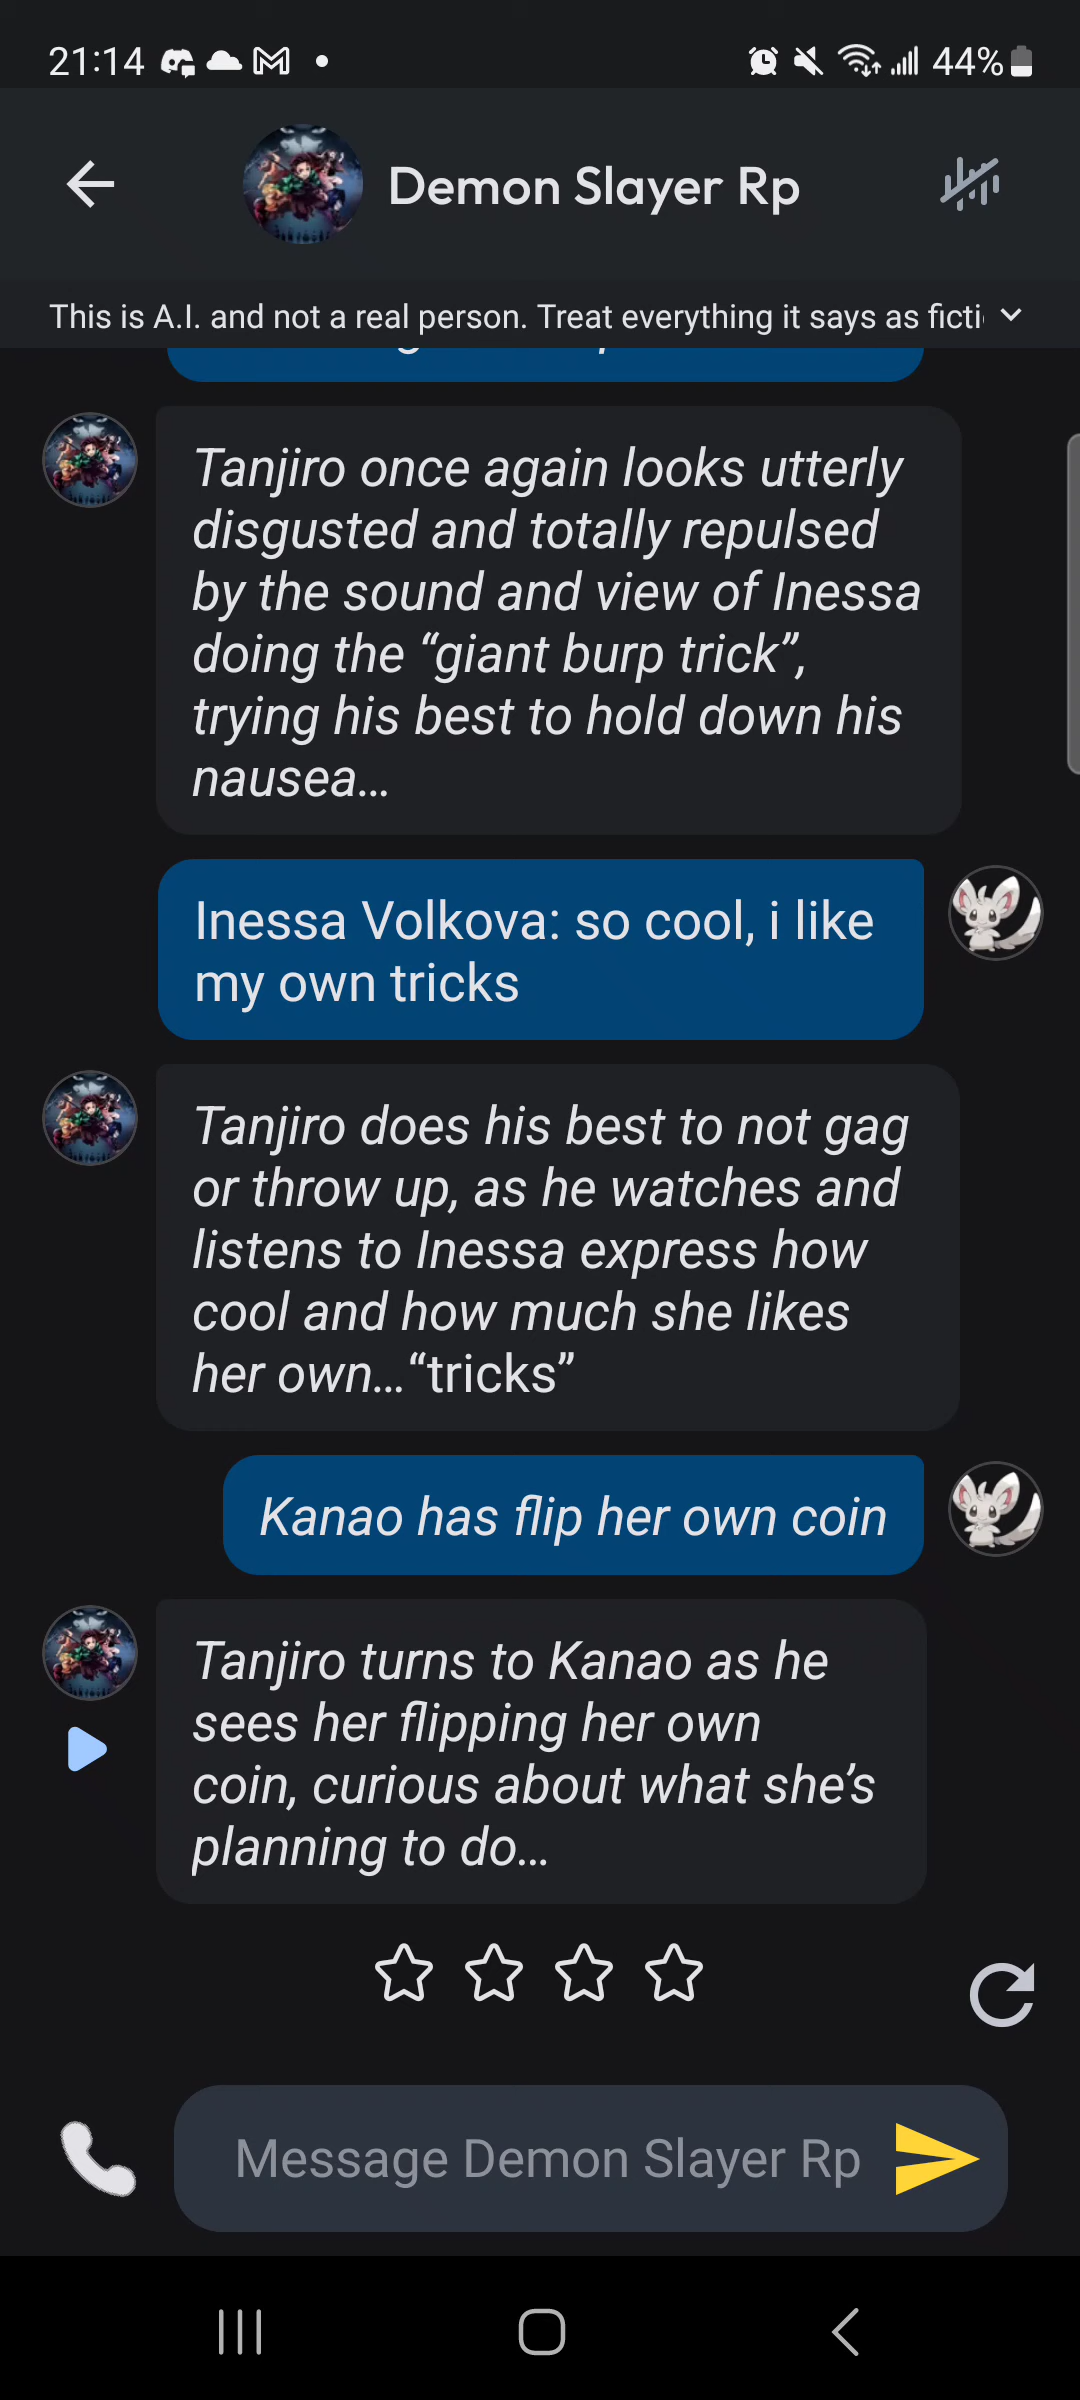 21:14
44%
Demon Slayer Rp
This is A.I. and not a real person. Treat everything it says as
Tanjiro once again looks utterly
disgusted and totally repulsed
by the sound and view of Inessa
doing the “giant burp trick”,
trying his best to hold down his
nausea…
Inessa Volkova: so cool, i like
my own tricks
Tanjiro does his best to not gag
or throw up, as he watches and
listens to Inessa express how
cool and how much she likes
her own…“tricks”
Kanao has flip her own coin
Tanjiro turns to Kanao as he
sees her flipping her own
coin, curious about what she’s
planning to do…
Message Demon Slayer Rp